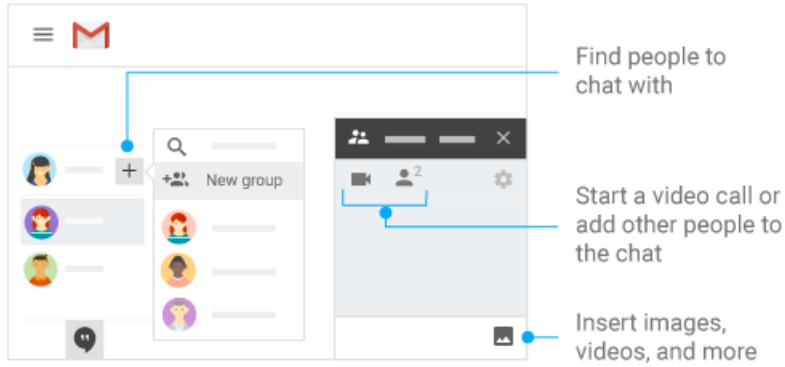 Find people to
chat with
New group
2
Start a video call or
add other people to
the chat
Insert images,
videos, and more